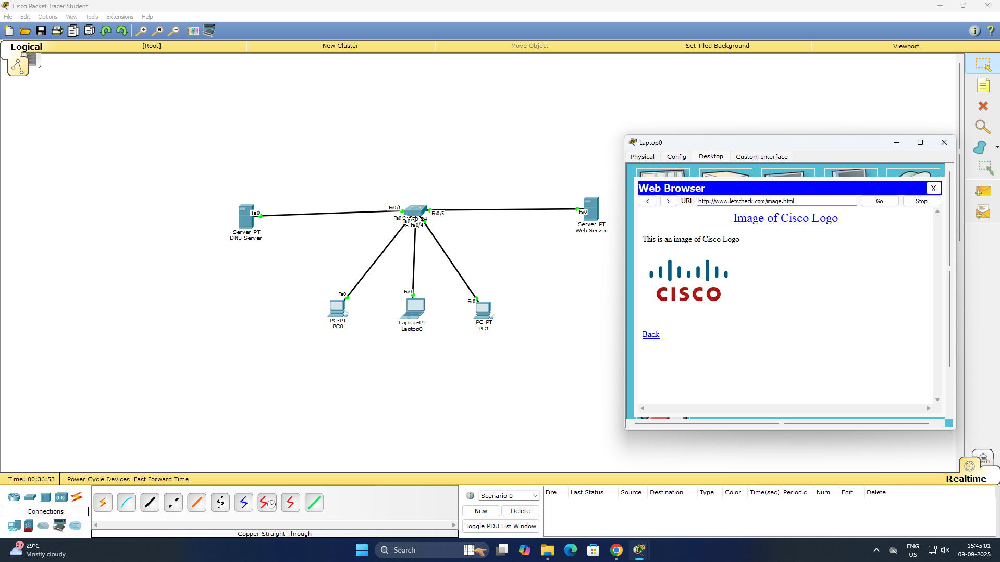 Cisco Packet Tracer Student
File Edit Options View Tools Extensions Help
Logical [Root] New Cluster Move Object Set Tiled Background Viewport
Laptop0
Physical Config Desktop Custom Interface
Web Browser X
< > URL http://www.letscheck.com/image.html Go Stop
Image of Cisco Logo
This is an image of Cisco Logo
CISCO
Back
Fa0/1
Fa0/5
Fa0/3
Fa0/4
Fa0
Server-PT
DNS Server
Fa0
Server-PT
Web Server
Fa0
PC-PT
PC0
Fa0
Laptop-PT
Laptop0
Fa0
PC-PT
PC1
Time: 00:36:53 Power Cycle Devices Fast Forward Time
Realtime
Connections
Copper Straight-Through
Scenario 0
New Delete
Toggle PDU List Window
Fire Last Status Source Destination Type Color Time(sec) Periodic Num Edit Delete
9+
29°C
Mostly cloudy
Search
ENG
US
15:45:01
09-09-2025